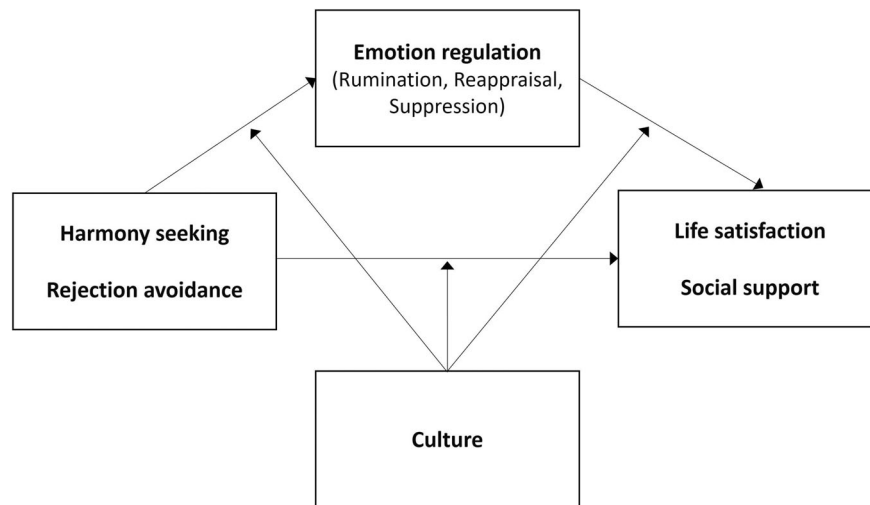 Emotion regulation
(Rumination, Reappraisal,
Suppression)
Harmony seeking
Rejection avoidance
Life satisfaction
Social support
Culture